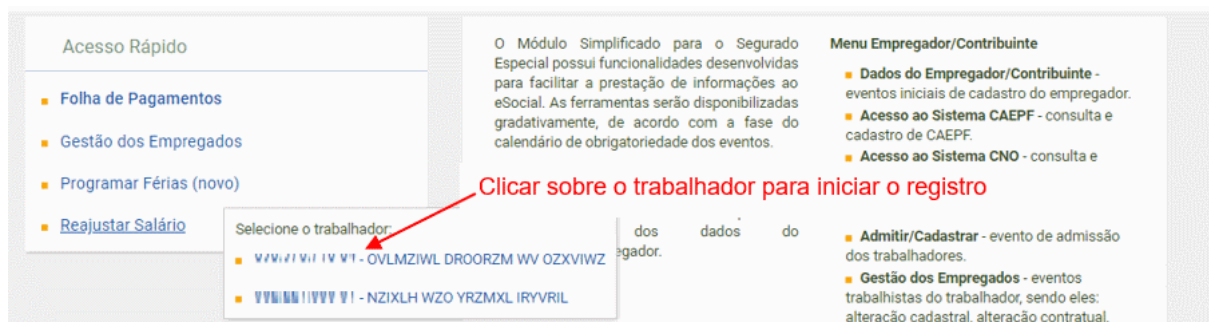 Acesso Rápido
Folha de Pagamentos
Gestão dos Empregados
Programar Férias (novo)
Reajustar Salário
Selecione o trabalhador:
- OVLMZIWL DROORZM WV OZXVIWZ
- NZIXLH WZO YRZMXL IRYVRIL
O Módulo Simplificado para o Segurado
Especial possui funcionalidades desenvolvidas
para facilitar a prestação de informações ao
eSocial. As ferramentas serão disponibilizadas
gradativamente, de acordo com a fase do
calendário de obrigatoriedade dos eventos.
Clicar sobre o trabalhador para iniciar o registro
dos dados do
egador.
Menu Empregador/Contribuinte
Dados do Empregador/Contribuinte -
eventos iniciais de cadastro do empregador.
Acesso ao Sistema CAEPF - consulta e
cadastro de CAEPF.
Acesso ao Sistema CNO - consulta e
Admitir/Cadastrar - evento de admissão
dos trabalhadores.
Gestão dos Empregados - eventos
trabalhistas do trabalhador, sendo eles:
alteração cadastral, alteração contratual,